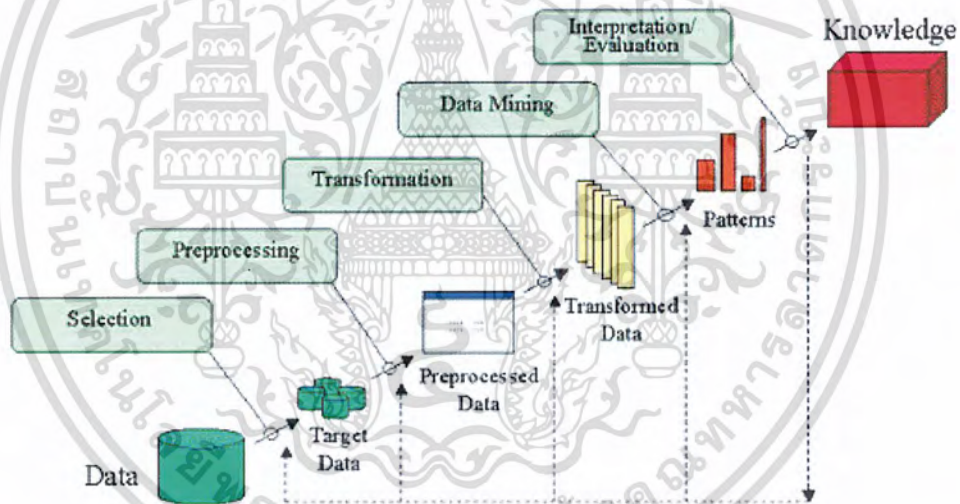 Interpretation/
Evaluation
Knowledge
Data Mining
Transformation
Patterns
Preprocessing
Transformed
Data
Selection
Preprocessed
Data
Target
Data
Data